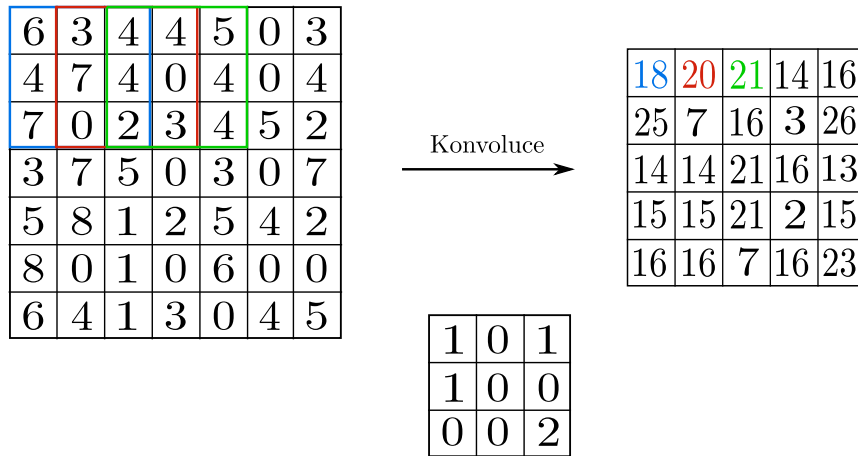 6 3 4 4 5 0 3
4 7 4 0 4 0 4
7 0 2 3 4 5 2
3 7 5 0 3 0 7
5 8 1 2 5 4 2
8 0 1 0 6 0 0
6 4 1 3 0 4 5
Konvoluce
18 20 21 14 16
25 7 16 3 26
14 14 21 16 13
15 15 21 2 15
16 16 7 16 23
1 0 1
1 0 0
0 0 2